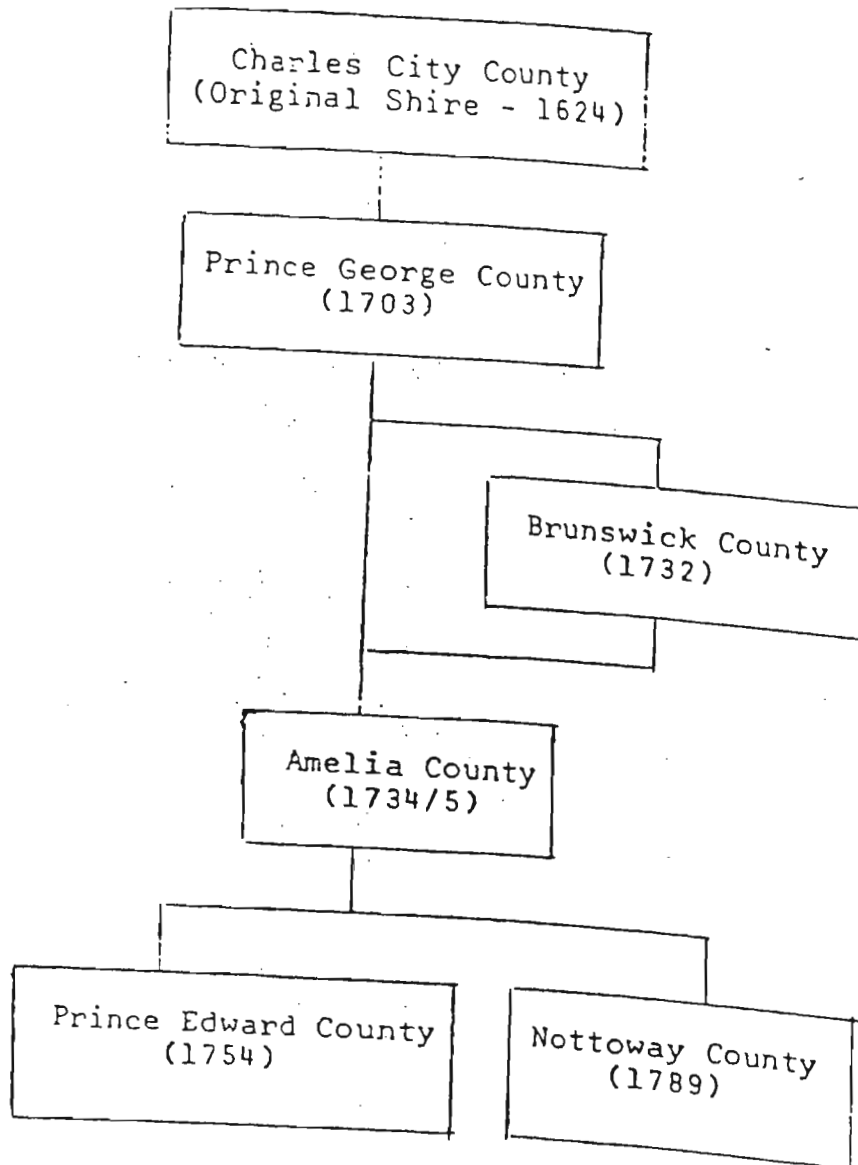 Charles City County
(Original Shire - 1624)
Prince George County
(1703)
Brunswick County
(1732)
Amelia County
(1734/5)
Prince Edward County
(1754)
Nottoway County
(1789)